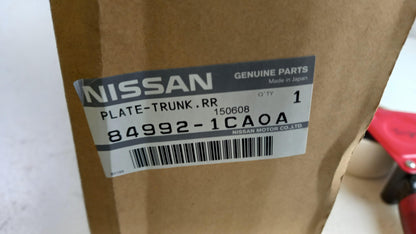 NISSAN GENUINE PARTS
Made in Japan
PLATE-TRUNK.RR Q'TY 1
150608
84992-1CA0A
NISSAN MOTOR CO.,LTD.